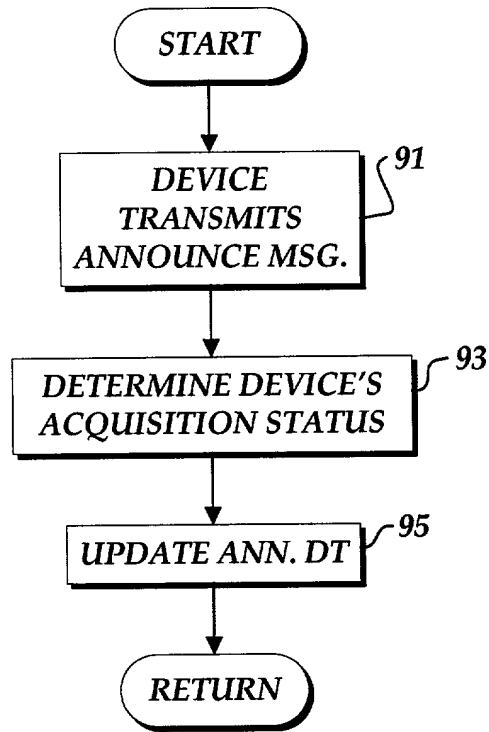 START
DEVICE
TRANSMITS
ANNOUNCE MSG.
91
DETERMINE DEVICE'S
ACQUISITION STATUS
93
UPDATE ANN. DT
95
RETURN